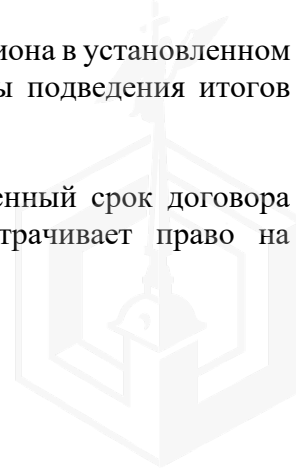 иона в установленном
ы подведения итогов
енный срок договора
трачивает право на